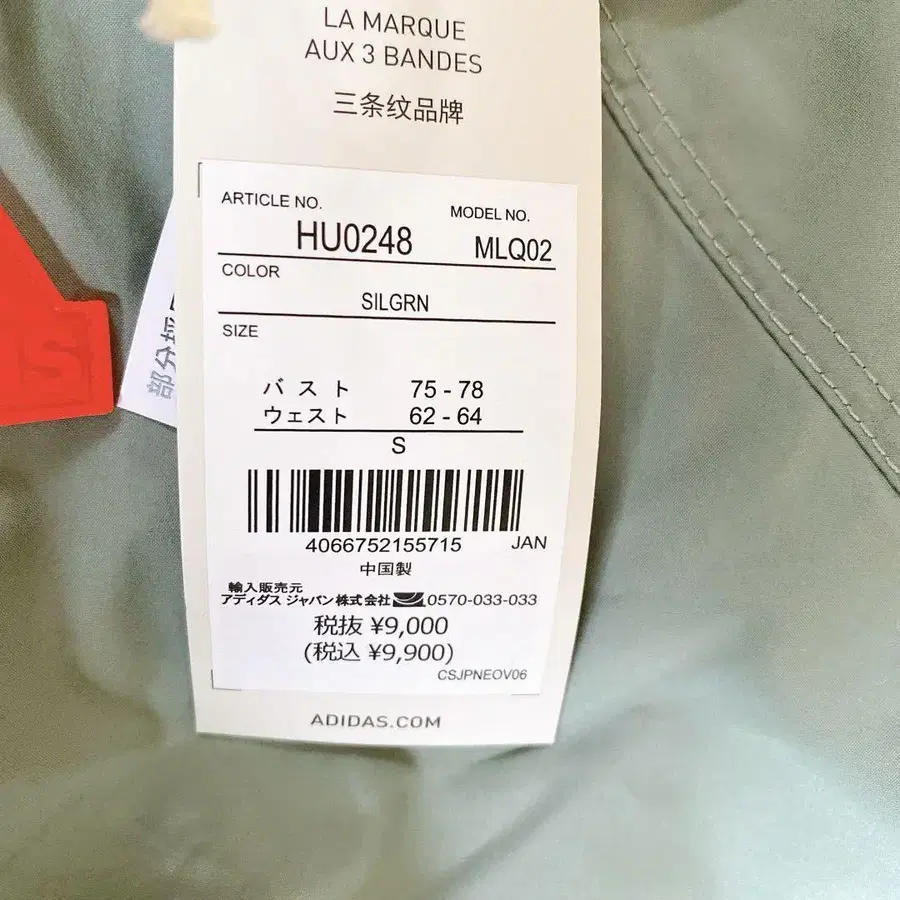 LA MARQUE
AUX 3 BANDES
三条纹品牌
ARTICLE NO.
MODEL NO.
HU0248
MLQ02
COLOR
SILGRN
SIZE
バスト 75 - 78
ウェスト 62 - 64
S
4066752155715 JAN
中国製
輸入販売元
アディダス ジャパン株式会社 0570-033-033
税抜 ¥9,000
(税込 ¥9,900)
CSJPNEOV06
ADIDAS.COM
S
部分